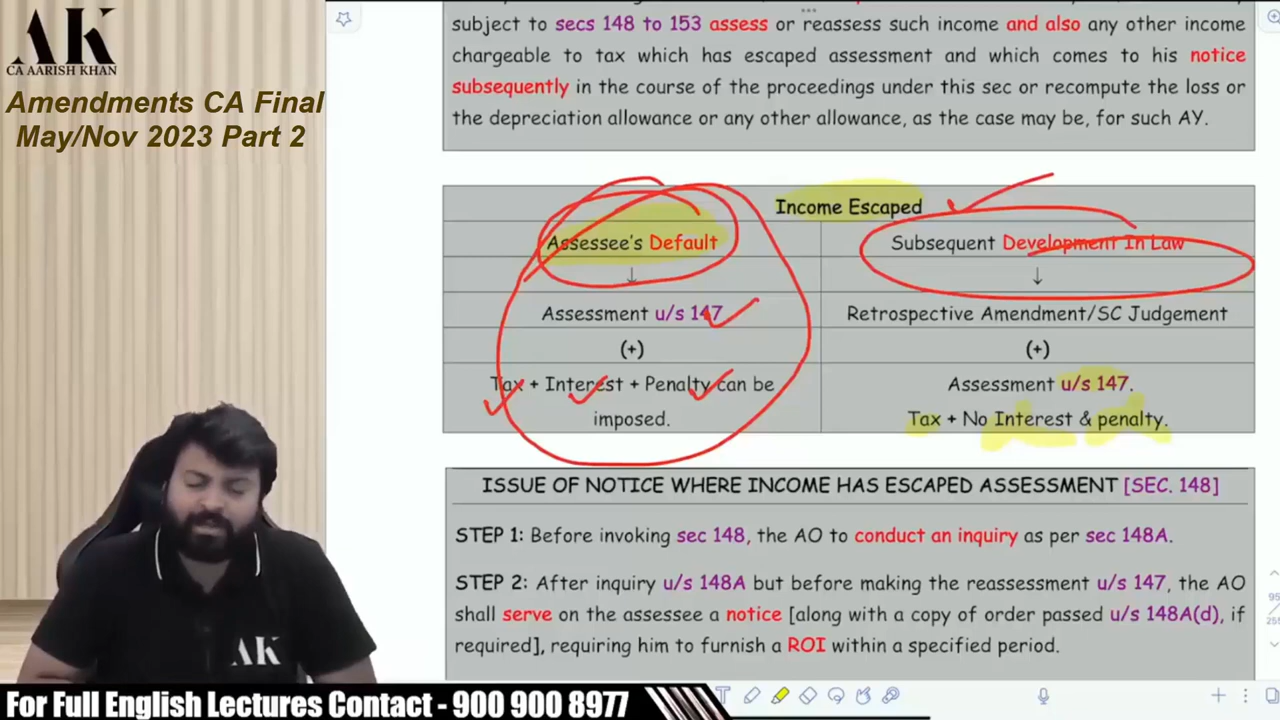 AK
CA AARISH KHAN
Amendments CA Final
May/Nov 2023 Part 2
subject to secs 148 to 153 assess or reassess such income and also any other income
chargeable to tax which has escaped assessment and which comes to his notice
subsequently in the course of the proceedings under this sec or recompute the loss or
the depreciation allowance or any other allowance, as the case may be, for such AY.
Income Escaped
Assessee's Default
Subsequent Development In Law
↓
↓
Assessment u/s 147
Retrospective Amendment/SC Judgement
(+)
(+)
Tax + Interest + Penalty can be
imposed.
Assessment u/s 147.
Tax + No Interest & penalty.
ISSUE OF NOTICE WHERE INCOME HAS ESCAPED ASSESSMENT [SEC. 148]
STEP 1: Before invoking sec 148, the AO to conduct an inquiry as per sec 148A.
STEP 2: After inquiry u/s 148A but before making the reassessment u/s 147, the AO
shall serve on the assessee a notice [along with a copy of order passed u/s 148A(d), if
required], requiring him to furnish a ROI within a specified period.
AK
For Full English Lectures Contact - 900 900 8977